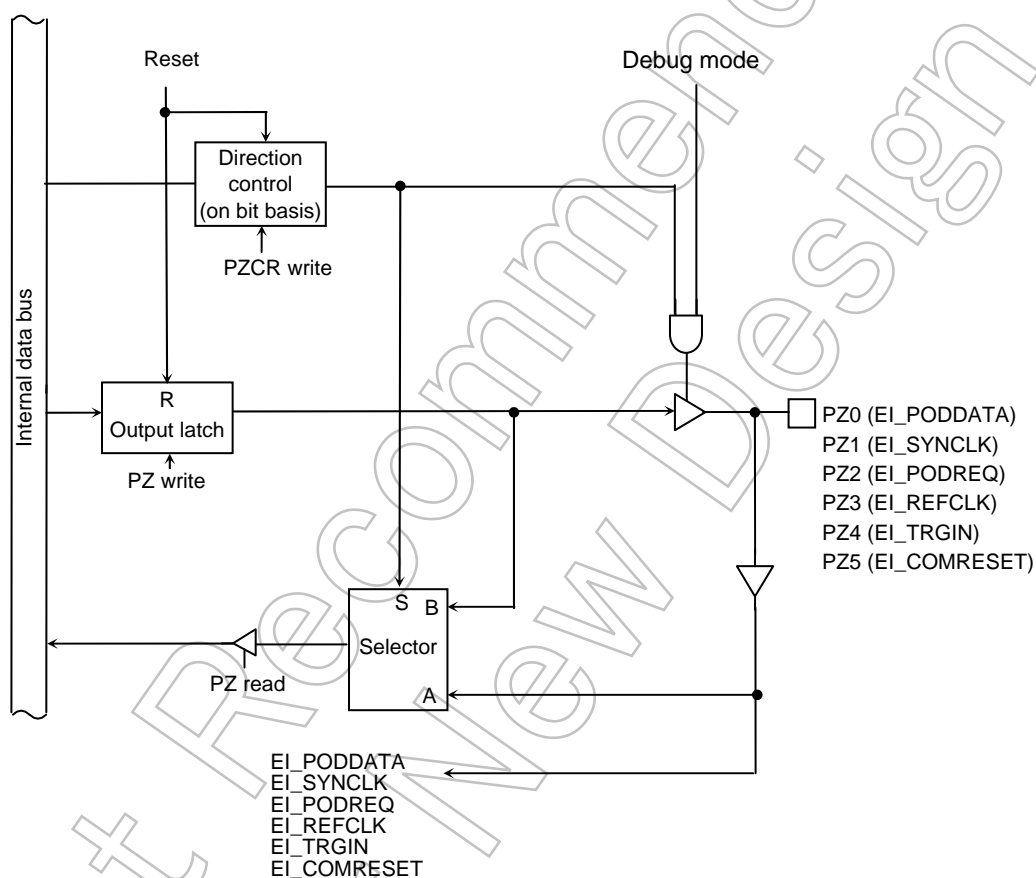 Reset
Debug mode
Direction
control
(on bit basis)
PZCR write
Internal data bus
R
Output latch
PZ write
PZ0 (EI_PODDATA)
PZ1 (EI_SYNCLK)
PZ2 (EI_PODREQ)
PZ3 (EI_REFCLK)
PZ4 (EI_TRGIN)
PZ5 (EI_COMRESET)
S
B
Selector
A
PZ read
EI_PODDATA
EI_SYNCLK
EI_PODREQ
EI_REFCLK
EI_TRGIN
EI_COMRESET
New Design